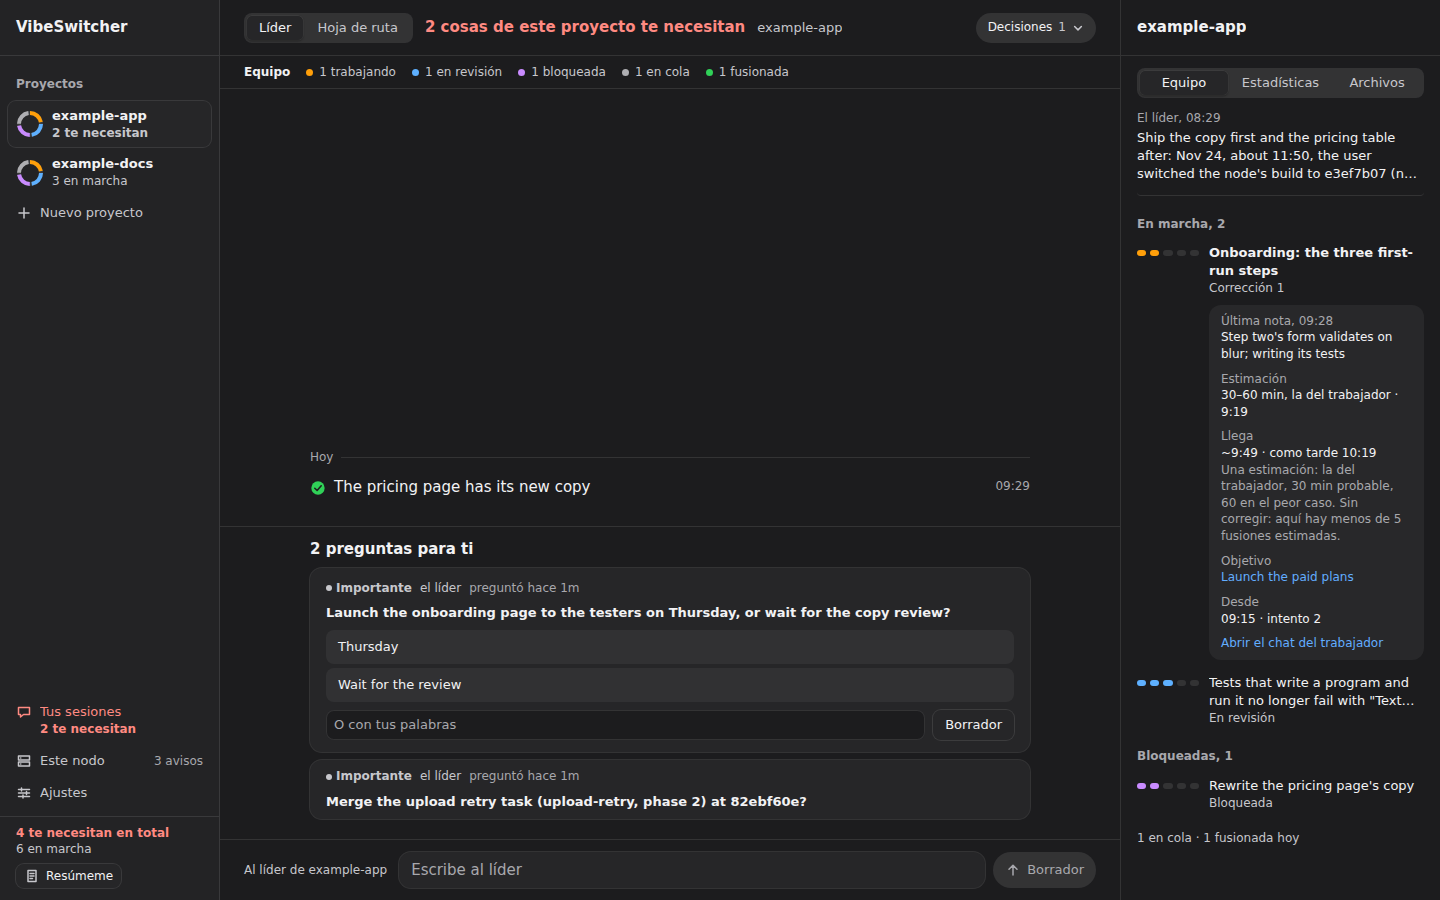 VibeSwitcher
Proyectos
example-app
2 te necesitan
example-docs
3 en marcha
Nuevo proyecto
Tus sesiones
2 te necesitan
Este nodo
3 avisos
Ajustes
4 te necesitan en total
6 en marcha
Resúmeme
Líder
Hoja de ruta
2 cosas de este proyecto te necesitan
example-app
Decisiones 1
Equipo
1 trabajando
1 en revisión
1 bloqueada
1 en cola
1 fusionada
Hoy
The pricing page has its new copy
09:29
2 preguntas para ti
Importante el líder preguntó hace 1m
Launch the onboarding page to the testers on Thursday, or wait for the copy review?
Thursday
Wait for the review
O con tus palabras
Borrador
Importante el líder preguntó hace 1m
Merge the upload retry task (upload-retry, phase 2) at 82ebf60e?
Al líder de example-app
Escribe al líder
Borrador
example-app
Equipo
Estadísticas
Archivos
El líder, 08:29
Ship the copy first and the pricing table
after: Nov 24, about 11:50, the user
switched the node's build to e3ef7b07 (n…
En marcha, 2
Onboarding: the three first-
run steps
Corrección 1
Última nota, 09:28
Step two's form validates on
blur; writing its tests
Estimación
30–60 min, la del trabajador ·
9:19
Llega
~9:49 · como tarde 10:19
Una estimación: la del
trabajador, 30 min probable,
60 en el peor caso. Sin
corregir: aquí hay menos de 5
fusiones estimadas.
Objetivo
Launch the paid plans
Desde
09:15 · intento 2
Abrir el chat del trabajador
Tests that write a program and
run it no longer fail with "Text…
En revisión
Bloqueadas, 1
Rewrite the pricing page's copy
Bloqueada
1 en cola · 1 fusionada hoy